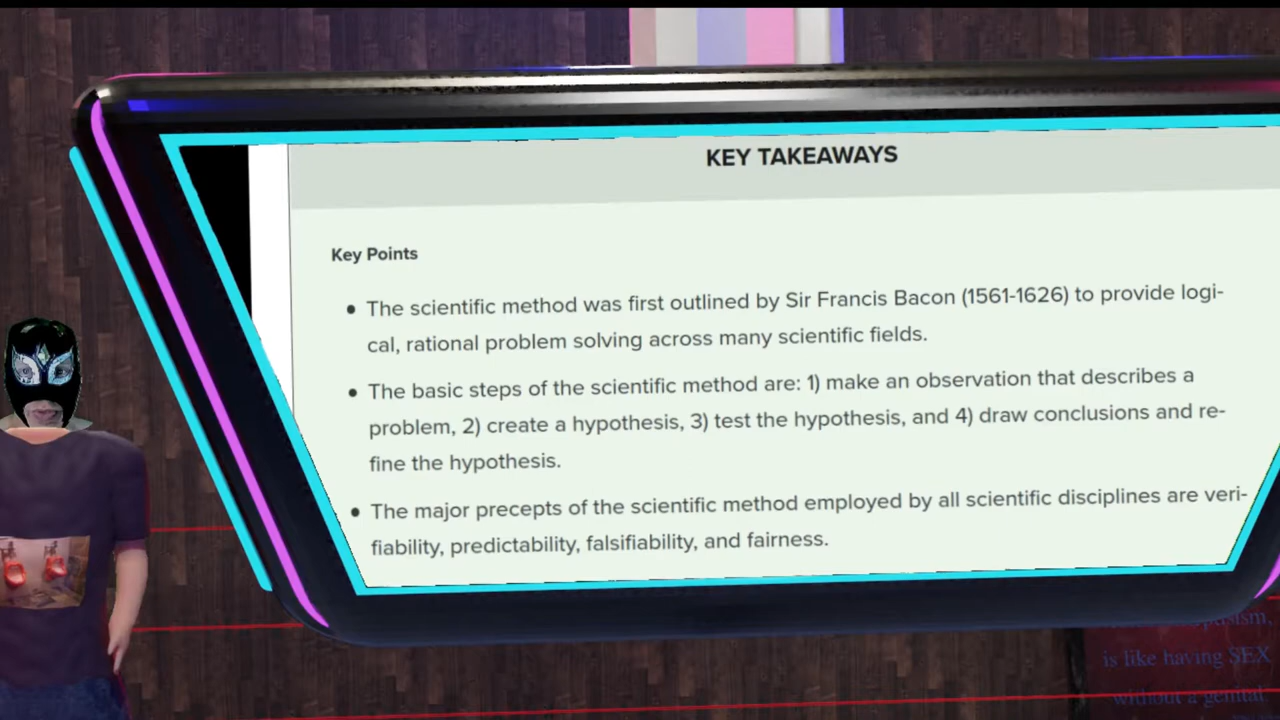 KEY TAKEAWAYS
Key Points
• The scientific method was first outlined by Sir Francis Bacon (1561-1626) to provide logi-
cal, rational problem solving across many scientific fields.
• The basic steps of the scientific method are: 1) make an observation that describes a
problem, 2) create a hypothesis, 3) test the hypothesis, and 4) draw conclusions and re-
fine the hypothesis.
• The major precepts of the scientific method employed by all scientific disciplines are veri-
fiability, predictability, falsifiability, and fairness.
is like having SEX
without a genital